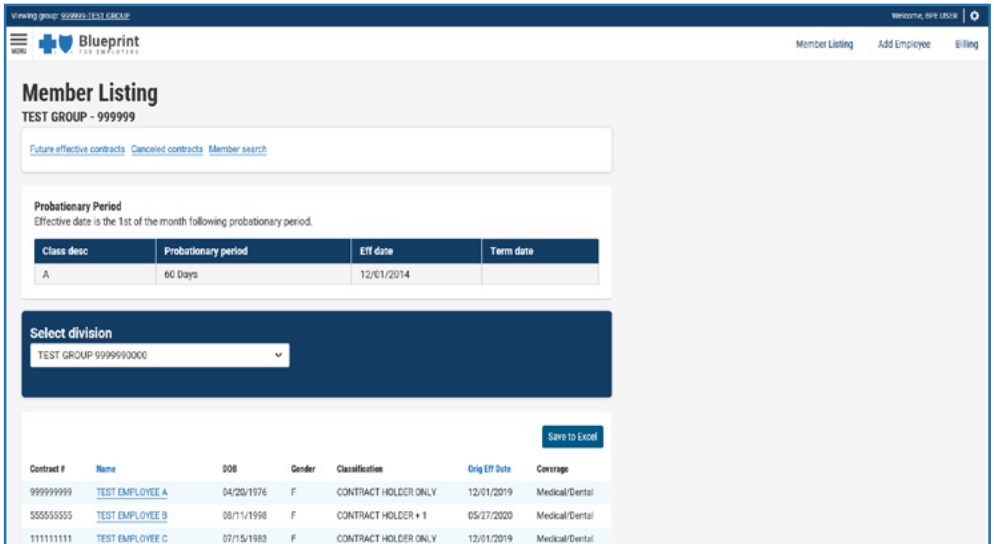 Viewing group: 999999-TEST GROUP
Welcome, BPE USER
MENU
Blueprint
FOR EMPLOYERS
Member Listing
Add Employee
Billing
Member Listing
TEST GROUP - 999999
Future effective contracts Canceled contracts Member search
Probationary Period
Effective date is the 1st of the month following probationary period.
Class desc Probationary period Eff date Term date
A 60 Days 12/01/2014
Select division
TEST GROUP 9999990000
Save to Excel
Contract # Name DOB Gender Classification Orig Eff Date Coverage
999999999 TEST EMPLOYEE A 04/20/1976 F CONTRACT HOLDER ONLY 12/01/2019 Medical/Dental
555555555 TEST EMPLOYEE B 08/11/1998 F CONTRACT HOLDER + 1 05/27/2020 Medical/Dental
111111111 TEST EMPLOYEE C 07/15/1983 F CONTRACT HOLDER ONLY 12/01/2019 Medical/Dental